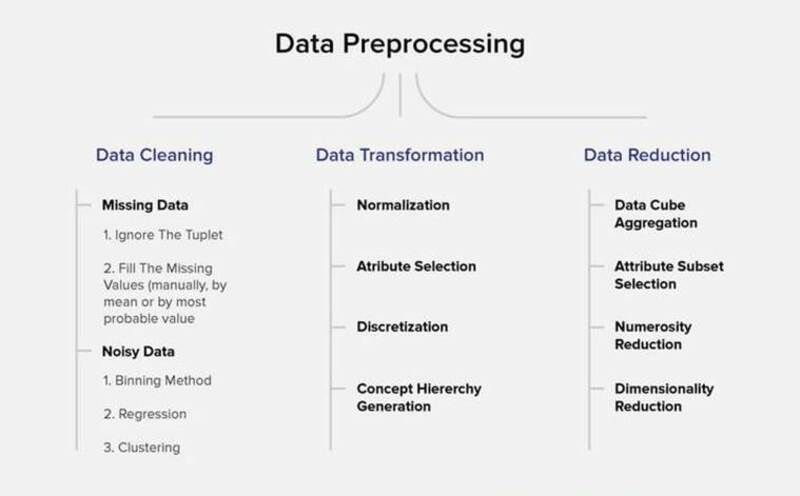 Data Preprocessing
Data Cleaning
Missing Data
1. Ignore The Tuplet
2. Fill The Missing
Values (manually, by
mean or by most
probable value
Noisy Data
1. Binning Method
2. Regression
3. Clustering
Data Transformation
Normalization
Atribute Selection
Discretization
Concept Hiererchy
Generation
Data Reduction
Data Cube
Aggregation
Attribute Subset
Selection
Numerosity
Reduction
Dimensionality
Reduction